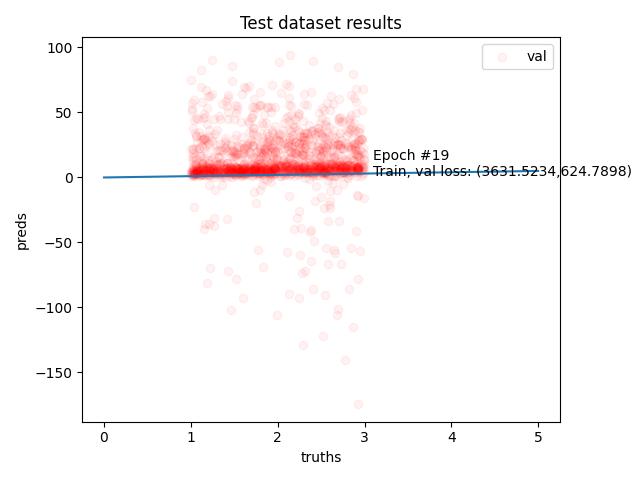 Test dataset results
100
50
0
−50
−100
−150
preds
val
Epoch #19
Train, val loss: (3631.5234,624.7898)
0 1 2 3 4 5
truths